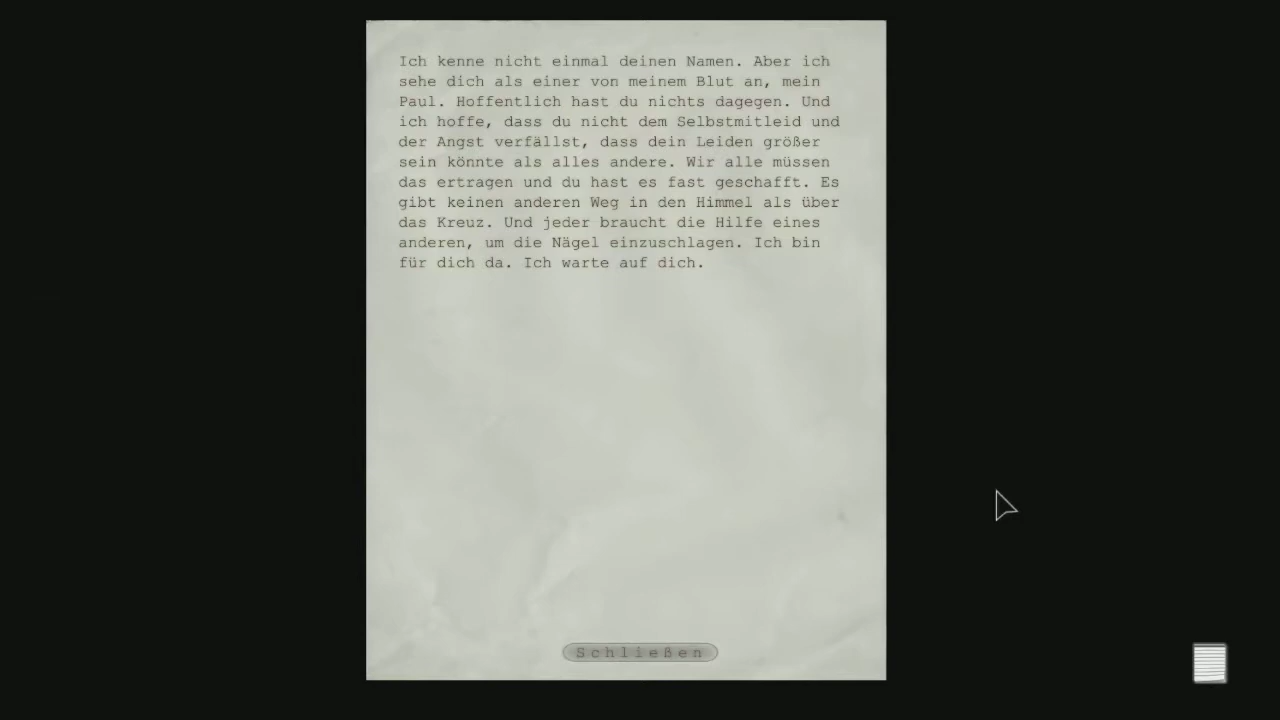 Ich kenne nicht einmal deinen Namen. Aber ich
sehe dich als einer von meinem Blut an, mein
Paul. Hoffentlich hast du nichts dagegen. Und
ich hoffe, dass du nicht dem Selbstmitleid und
der Angst verfällst, dass dein Leiden größer
sein könnte als alles andere. Wir alle müssen
das ertragen und du hast es fast geschafft. Es
gibt keinen anderen Weg in den Himmel als über
das Kreuz. Und jeder braucht die Hilfe eines
anderen, um die Nägel einzuschlagen. Ich bin
für dich da. Ich warte auf dich.
Schließen